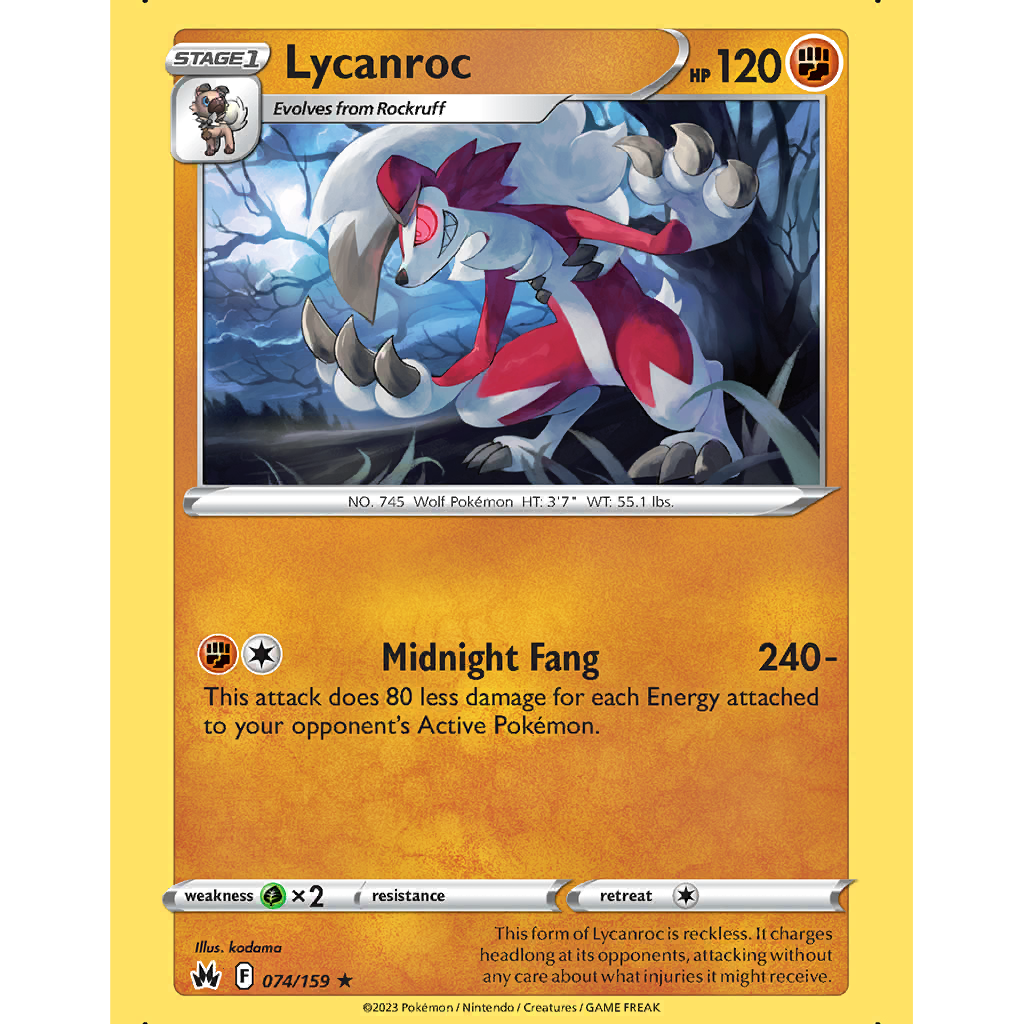 STAGE 1
Lycanroc
HP 120
Evolves from Rockruff
NO. 745 Wolf Pokémon HT: 3'7" WT: 55.1 lbs.
Midnight Fang 240-
This attack does 80 less damage for each Energy attached
to your opponent's Active Pokémon.
weakness ×2 resistance retreat
Illus. kodama
This form of Lycanroc is reckless. It charges
headlong at its opponents, attacking without
any care about what injuries it might receive.
F 074/159 ★
©2023 Pokémon / Nintendo / Creatures / GAME FREAK